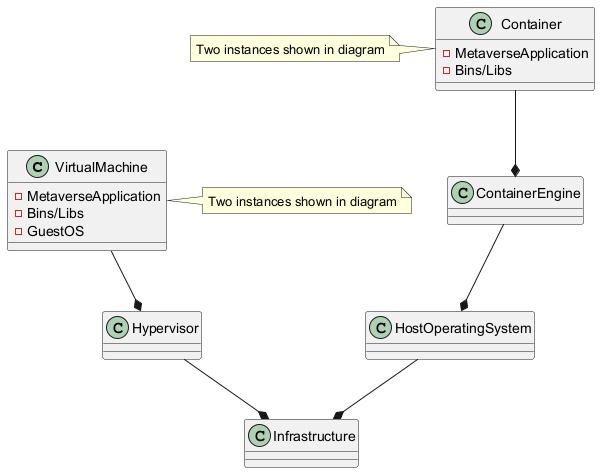 C Container
MetaverseApplication
Bins/Libs
Two instances shown in diagram
C VirtualMachine
MetaverseApplication
Bins/Libs
GuestOS
Two instances shown in diagram
C ContainerEngine
C Hypervisor
C HostOperatingSystem
C Infrastructure